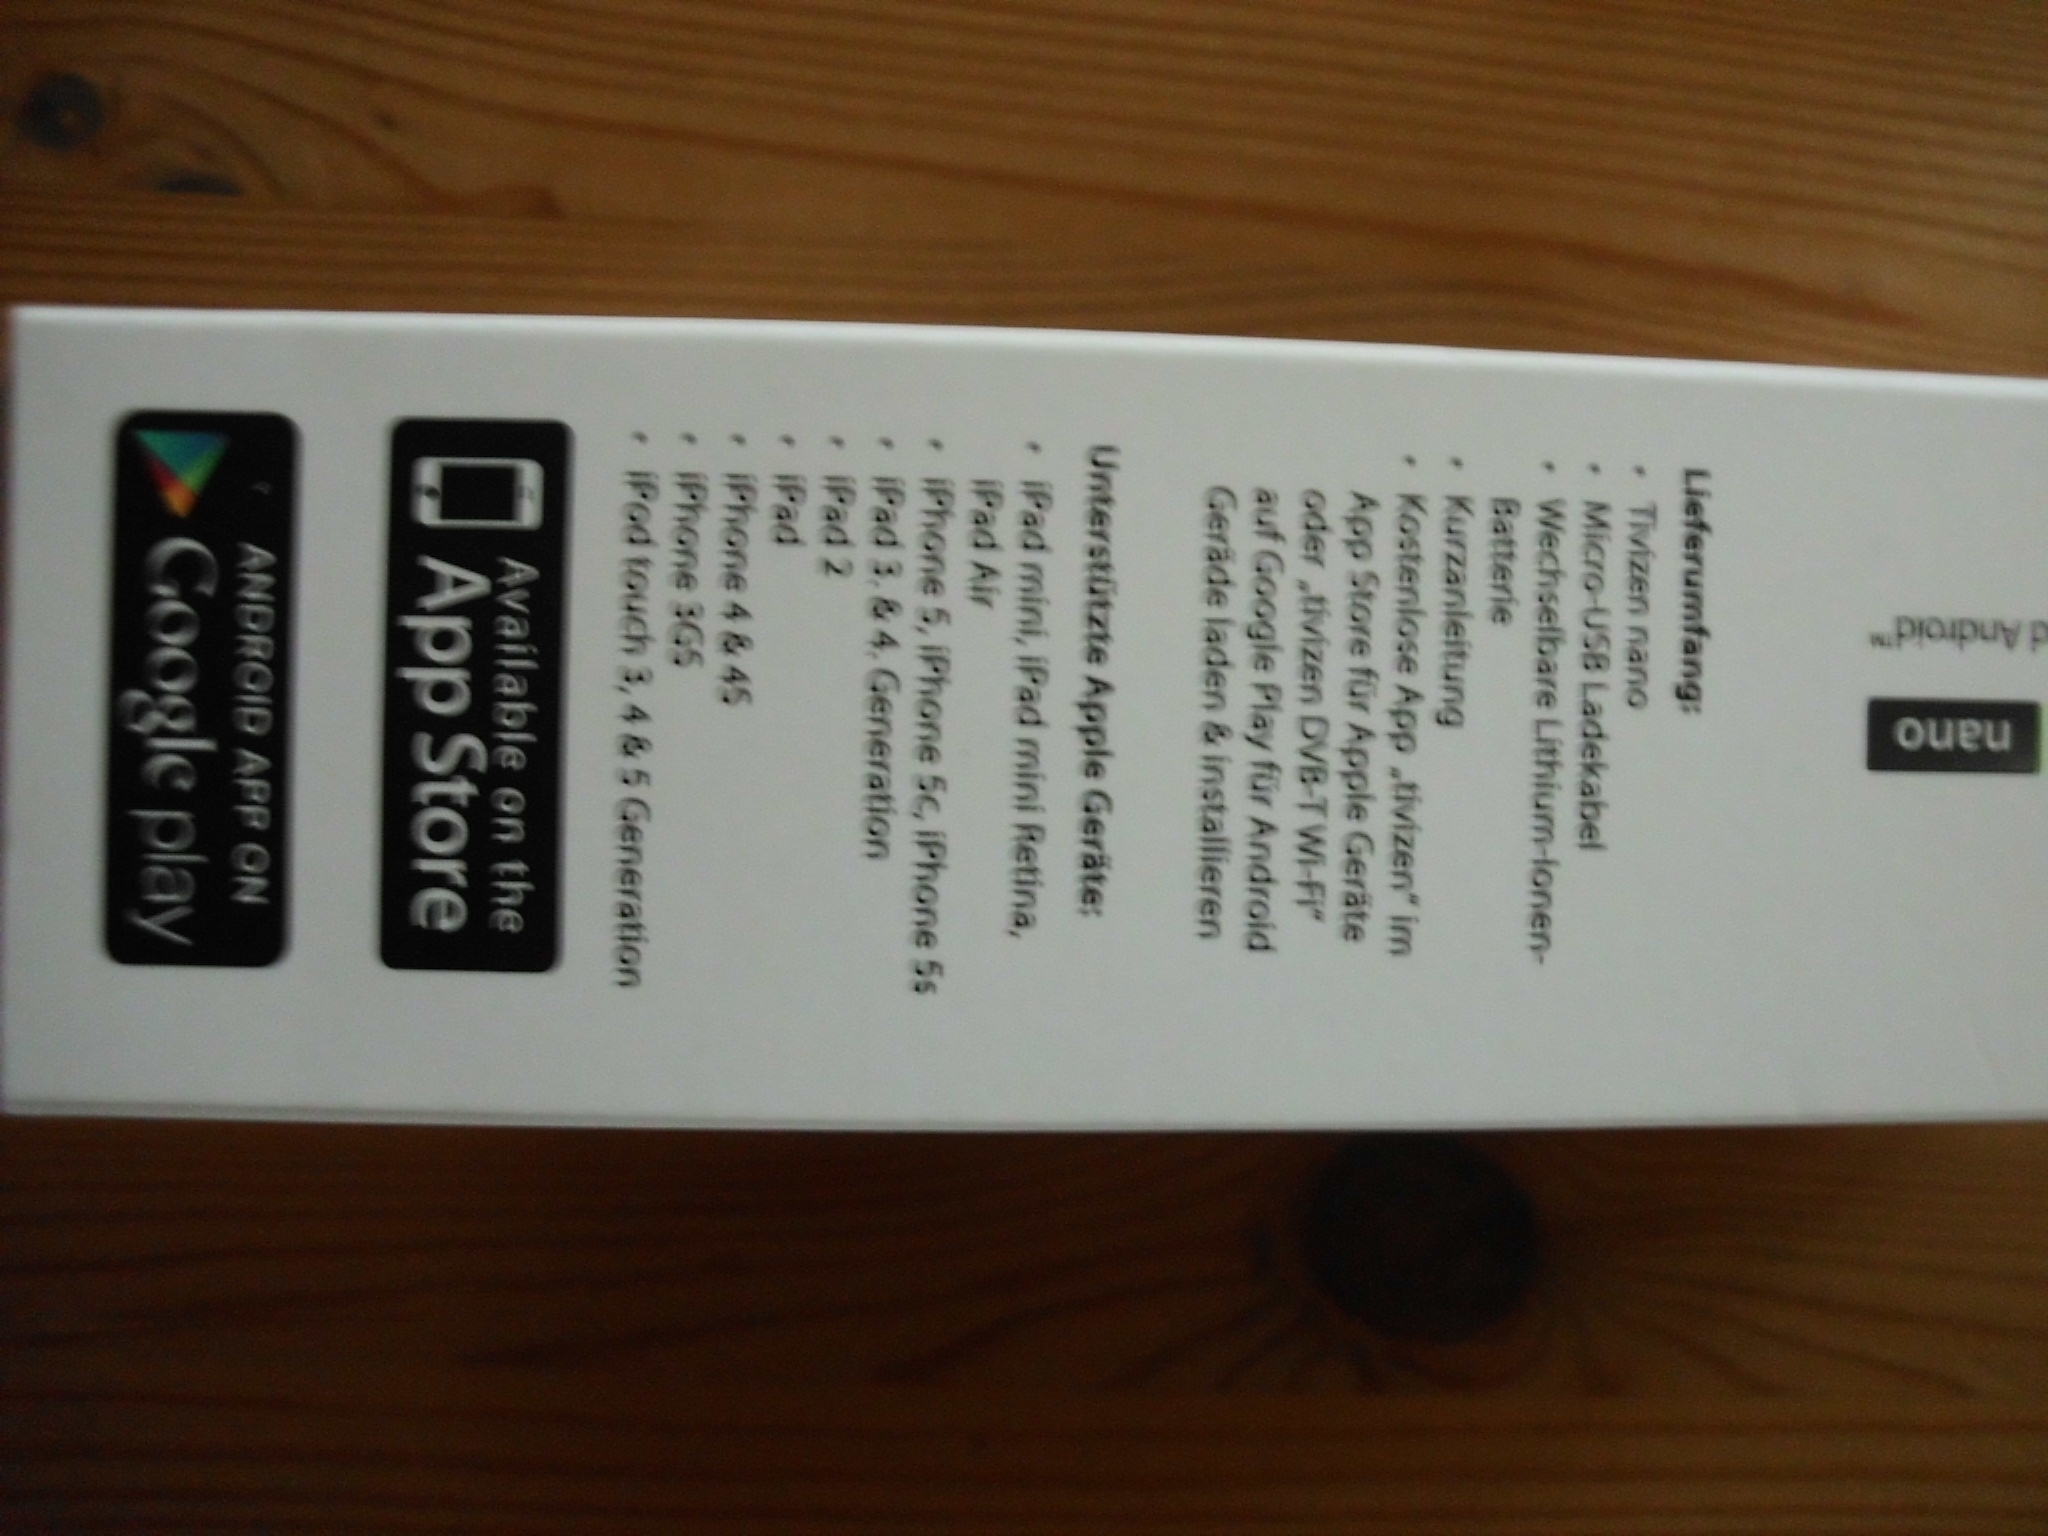 d Android™
nano
Lieferumfang:
• Tivizen nano
• Micro-USB Ladekabel
• Wechselbare Lithium-Ionen-
Batterie
• Kurzanleitung
• Kostenlose App „tivizen“ im
App Store für Apple Geräte
oder „tivizen DVB-T Wi-Fi“
auf Google Play für Android
Geräde laden & installieren
Unterstützte Apple Geräte:
• iPad mini, iPad mini Retina,
iPad Air
• iPhone 5, iPhone 5c, iPhone 5s
• iPad 3. & 4. Generation
• iPad 2
• iPad
• iPhone 4 & 4S
• iPhone 3GS
• iPod touch 3, 4 & 5 Generation
Available on the
App Store
ANDROID APP ON
Google play